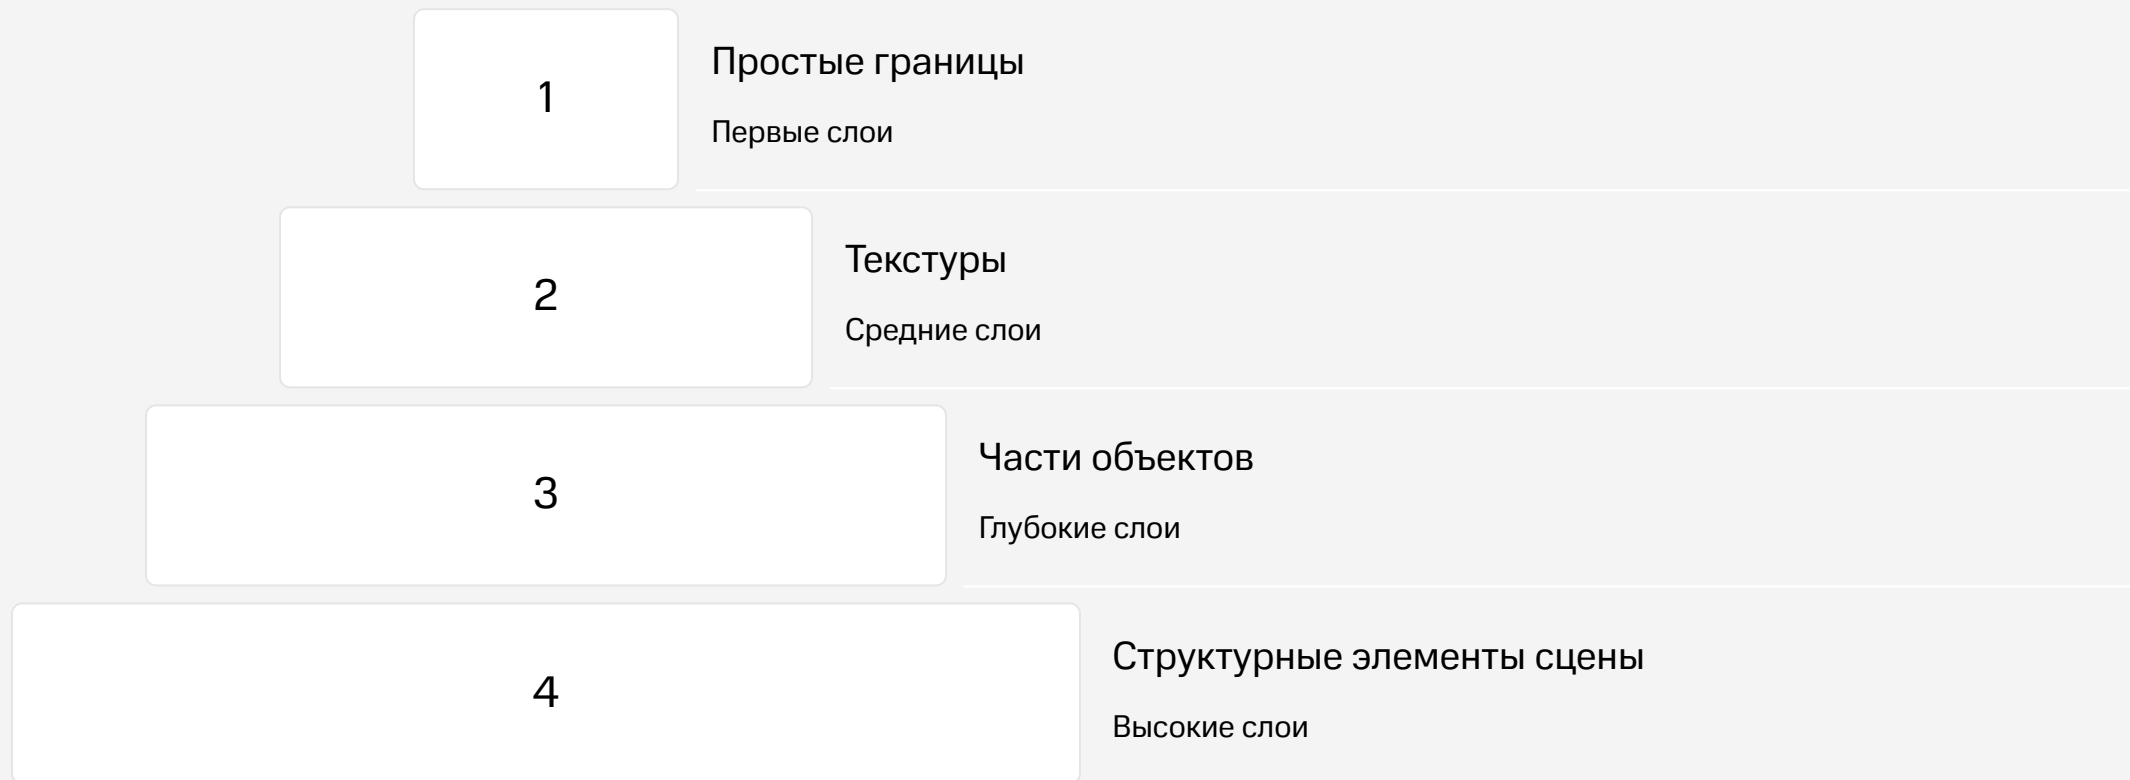 1
Простые границы
Первые слои
2
Текстуры
Средние слои
3
Части объектов
Глубокие слои
4
Структурные элементы сцены
Высокие слои